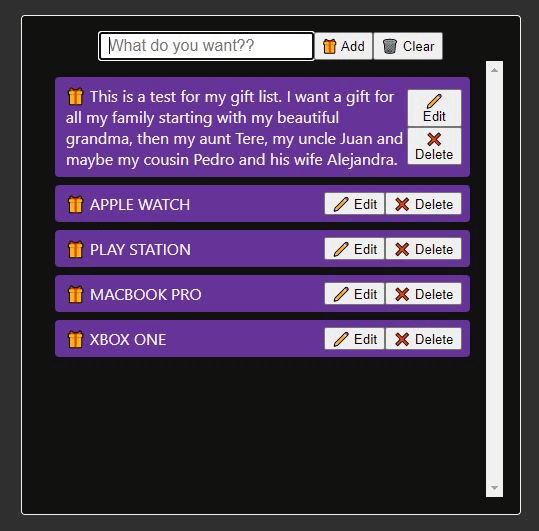 What do you want?? 🎁 Add 🗑️ Clear
🎁 This is a test for my gift list. I want a gift for
all my family starting with my beautiful
grandma, then my aunt Tere, my uncle Juan and
maybe my cousin Pedro and his wife Alejandra.
✏️ Edit
❌ Delete
🎁 APPLE WATCH ✏️ Edit ❌ Delete
🎁 PLAY STATION ✏️ Edit ❌ Delete
🎁 MACBOOK PRO ✏️ Edit ❌ Delete
🎁 XBOX ONE ✏️ Edit ❌ Delete